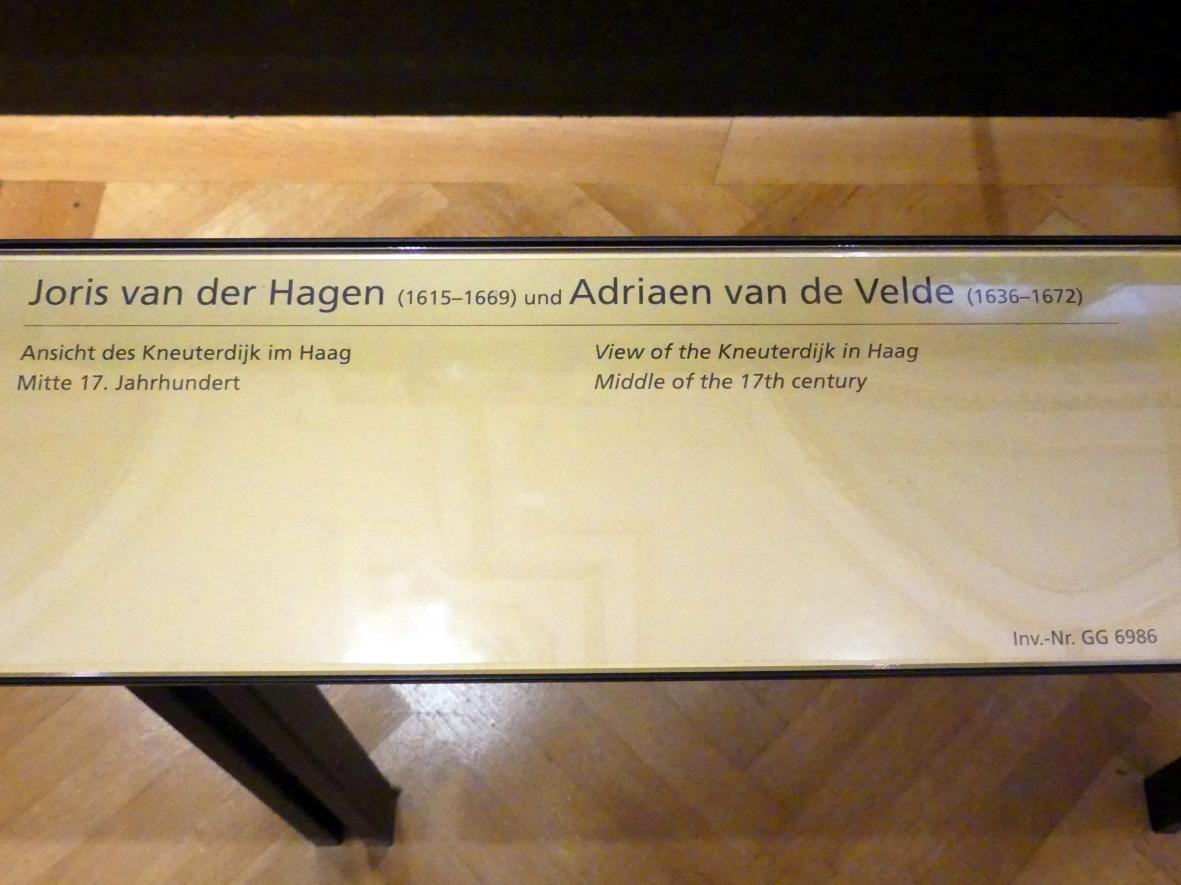 Joris van der Hagen (1615–1669) und Adriaen van de Velde (1636–1672)
Ansicht des Kneuterdijk im Haag
Mitte 17. Jahrhundert
View of the Kneuterdijk in Haag
Middle of the 17th century
Inv.-Nr. GG 6986